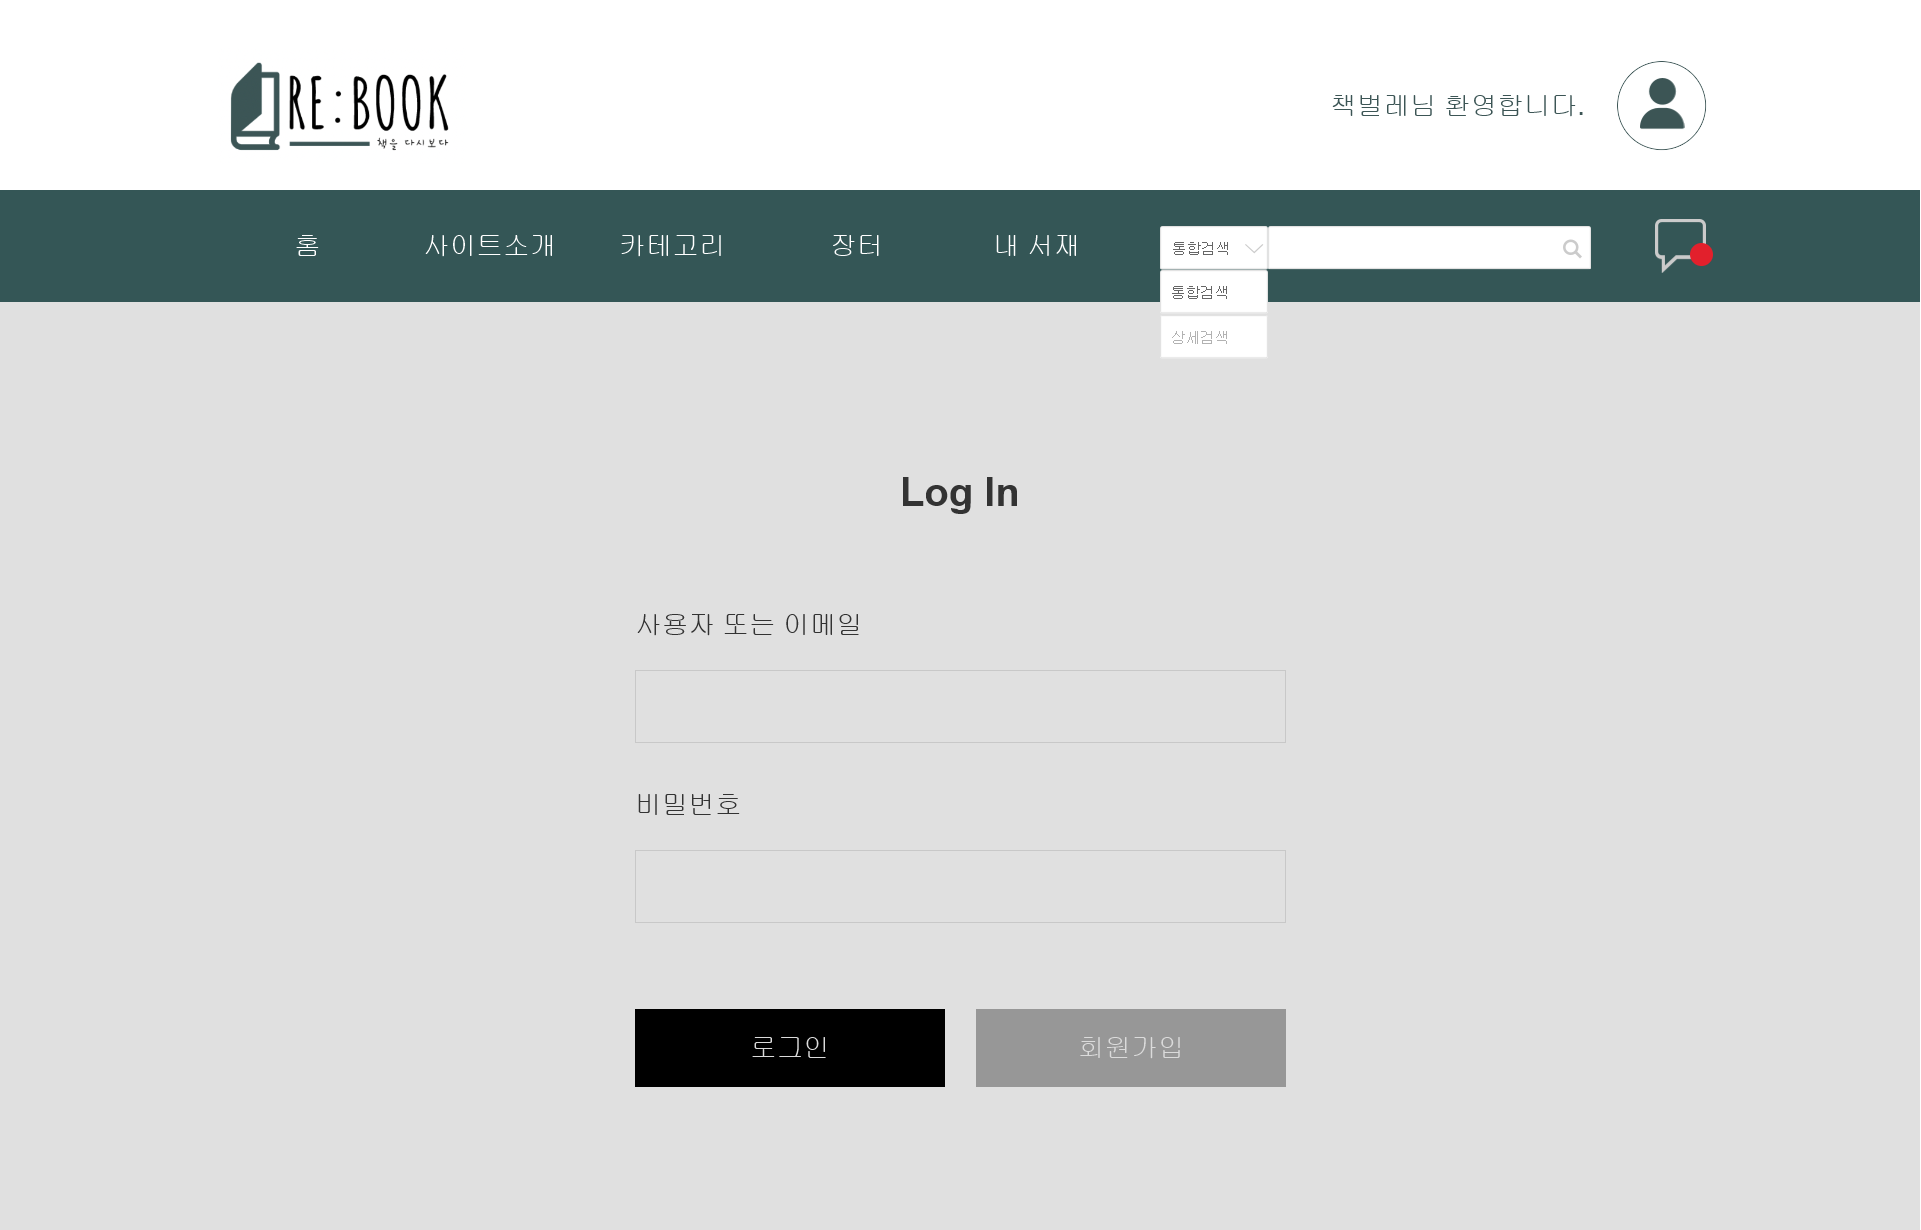 RE:BOOK
책을 다시보다
책벌레님 환영합니다.
홈 사이트소개 카테고리 장터 내 서재 통합검색
통합검색
상세검색
Log In
사용자 또는 이메일
비밀번호
로그인 회원가입